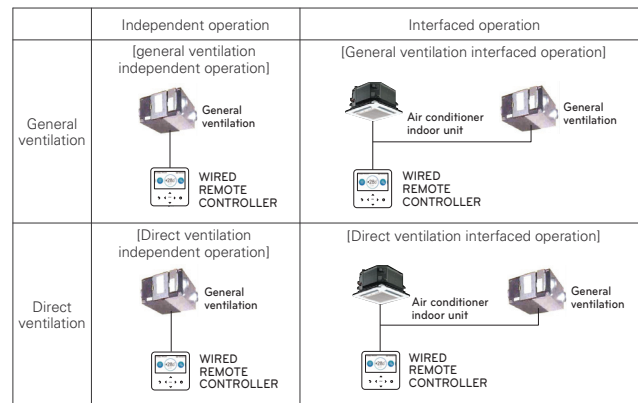 Independent operation
Interfaced operation
General
ventilation
[general ventilation
independent operation]
General
ventilation
WIRED
REMOTE
CONTROLLER
[General ventilation interfaced operation]
Air conditioner
indoor unit
General
ventilation
WIRED
REMOTE
CONTROLLER
Direct
ventilation
[Direct ventilation
independent operation]
General
ventilation
WIRED
REMOTE
CONTROLLER
[Direct ventilation interfaced operation]
Air conditioner
indoor unit
General
ventilation
WIRED
REMOTE
CONTROLLER